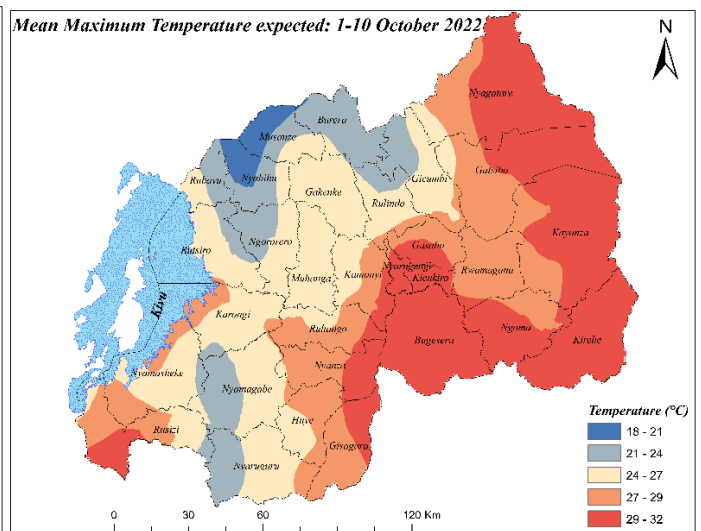 Mean Maximum Temperature expected: 1-10 October 2022
N
Nyagatare
Burera
Musanze
Rubavu
Nyabihu
Gakenke
Gicumbi
Gatsibo
Rulindo
Ngororero
Kayonza
Rutsiro
Gasabo
Nyarugenge
Kicukiro
Rwamagana
Muhanga
Kamonyi
Kivu
Karongi
Ruhango
Bugesera
Ngoma
Kirehe
Nyamasheke
Nyanza
Nyamagabe
Huye
Rusizi
Gisagara
Nyaruguru
Temperature (°C)
18 - 21
21 - 24
24 - 27
27 - 29
29 - 32
0 30 60 120 Km